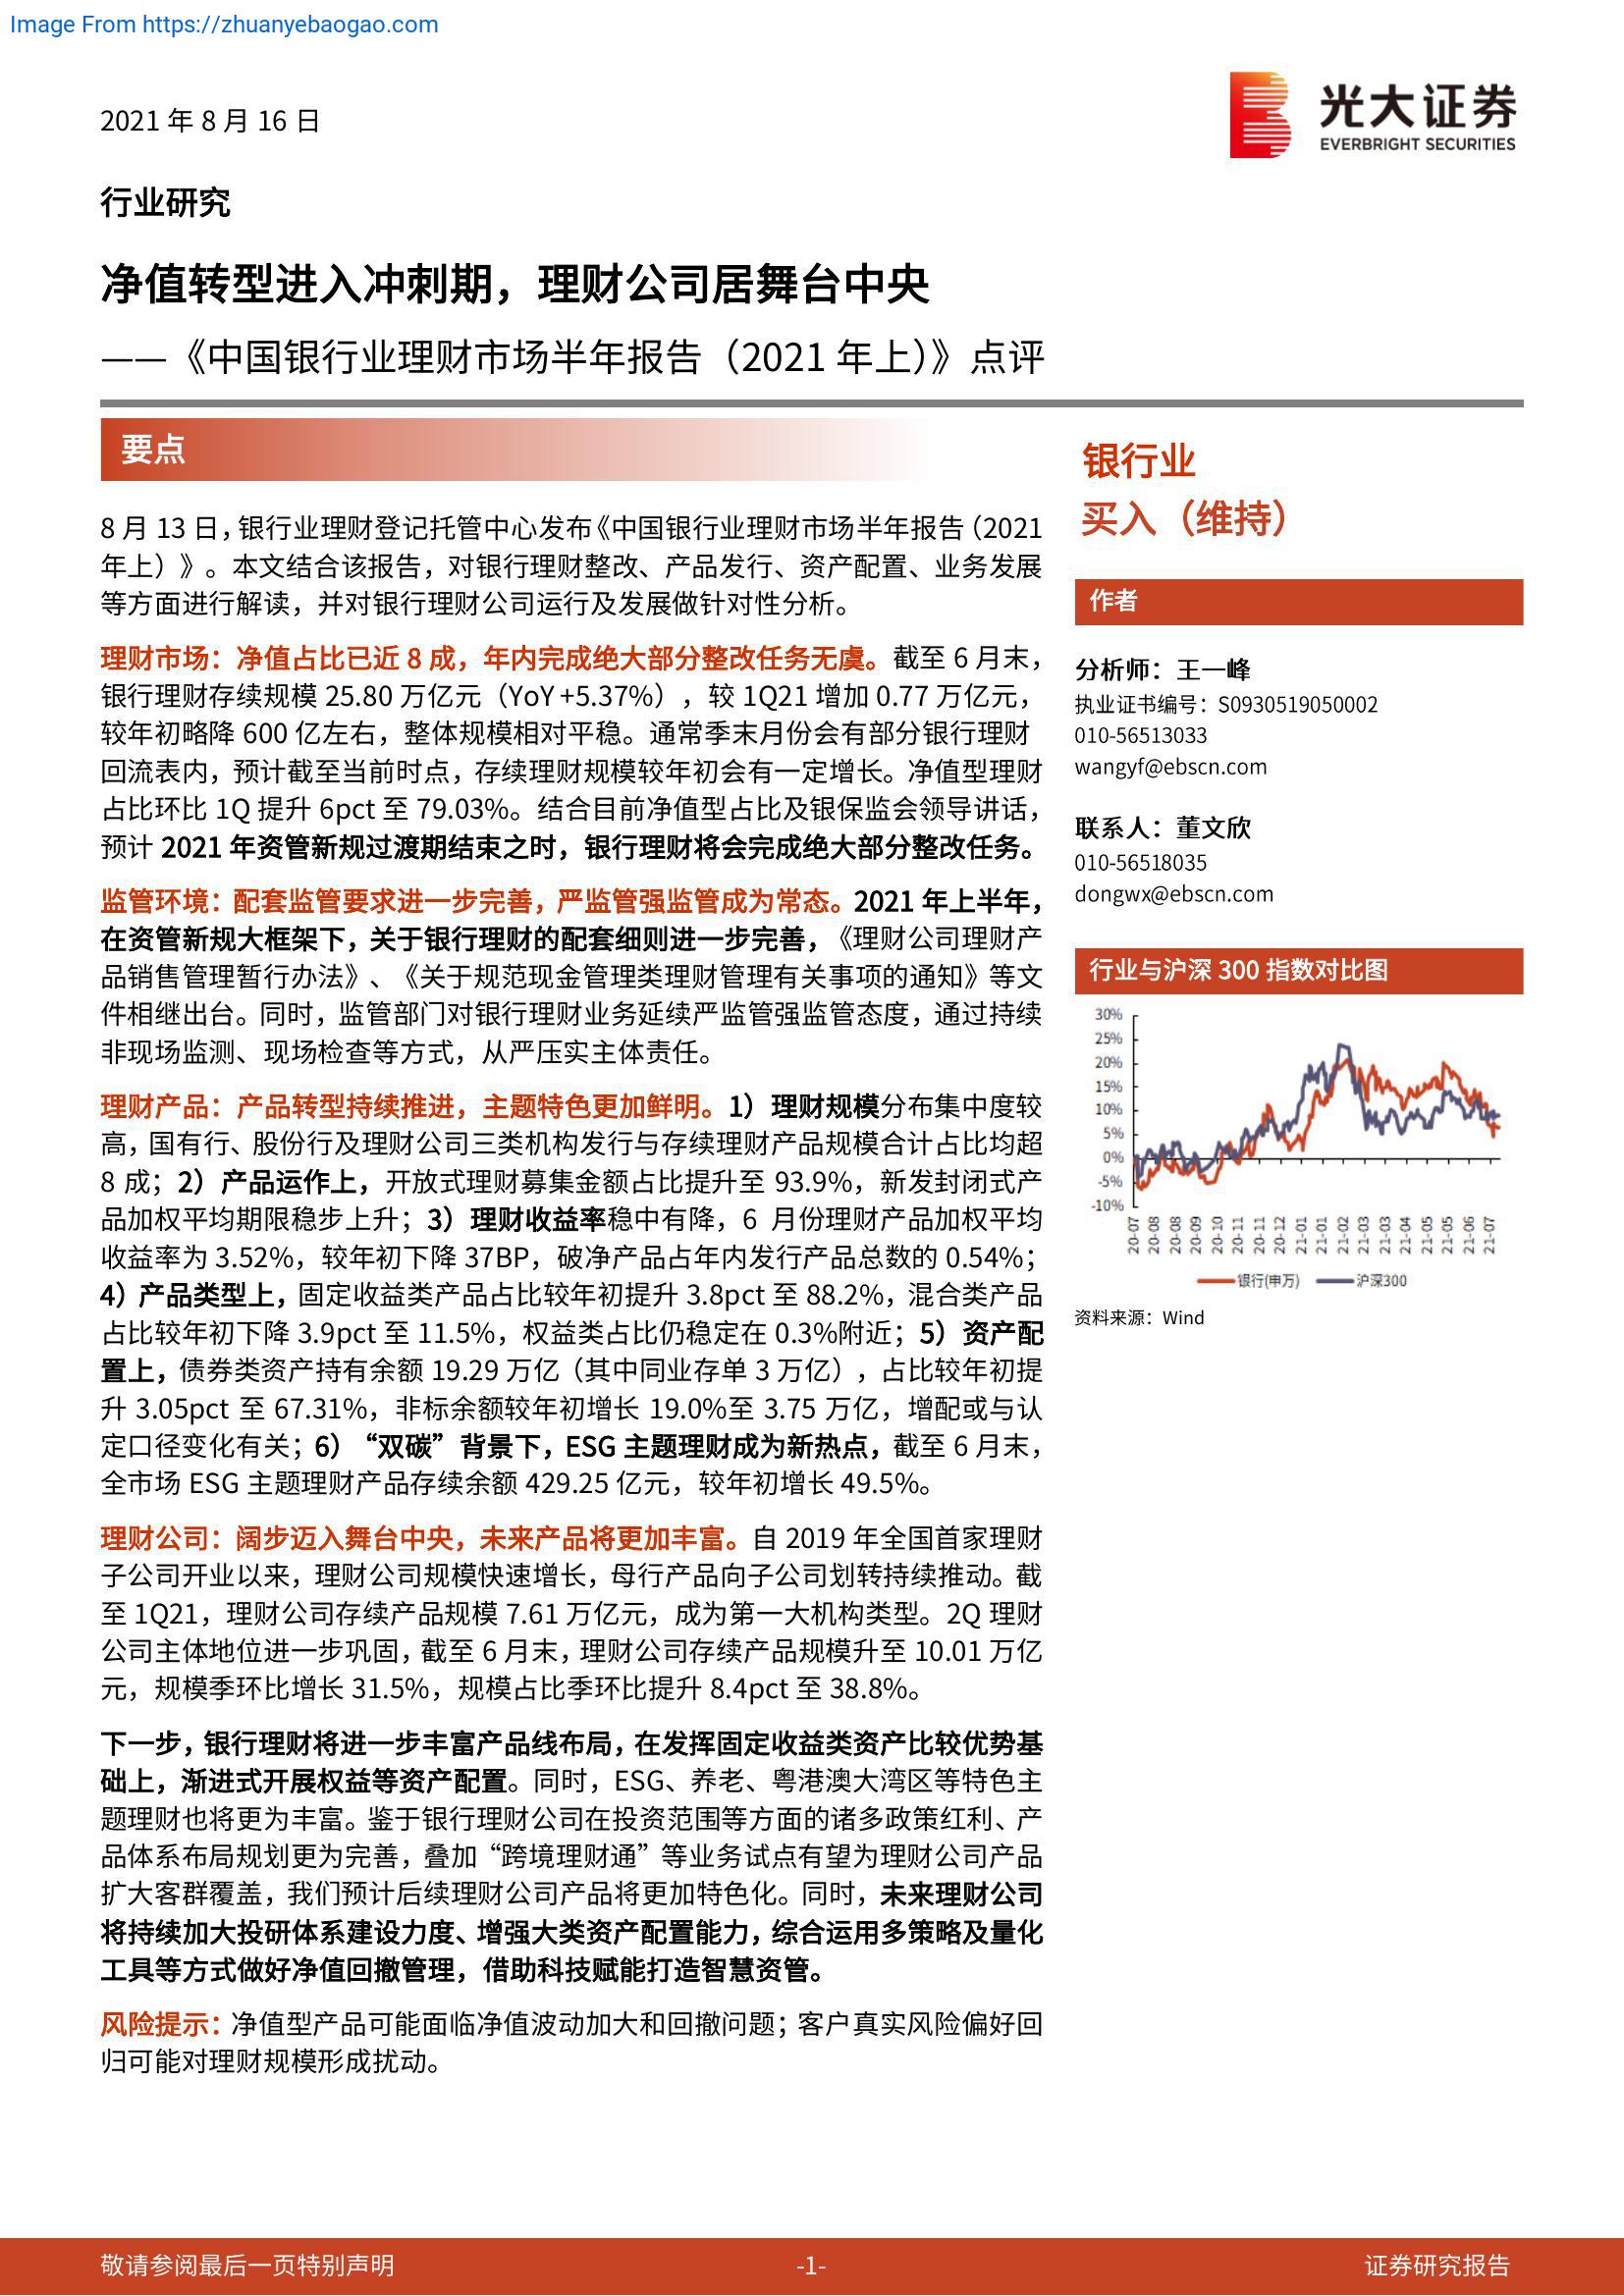 Image From https://zhuanyebaogao.com
2021 年 8 月 16 日
光大证券
EVERBRIGHT SECURITIES
行业研究
净值转型进入冲刺期，理财公司居舞台中央
——《中国银行业理财市场半年报告（2021 年上）》点评
要点
8 月 13 日，银行业理财登记托管中心发布《中国银行业理财市场半年报告（2021
年上）》。本文结合该报告，对银行理财整改、产品发行、资产配置、业务发展
等方面进行解读，并对银行理财公司运行及发展做针对性分析。
理财市场：净值占比已近 8 成，年内完成绝大部分整改任务无虞。截至 6 月末，
银行理财存续规模 25.80 万亿元（YoY +5.37%），较 1Q21 增加 0.77 万亿元，
较年初略降 600 亿左右，整体规模相对平稳。通常季末月份会有部分银行理财
回流表内，预计截至当前时点，存续理财规模较年初会有一定增长。净值型理财
占比环比 1Q 提升 6pct 至 79.03%。结合目前净值型占比及银保监会领导讲话，
预计 2021 年资管新规过渡期结束之时，银行理财将会完成绝大部分整改任务。
监管环境：配套监管要求进一步完善，严监管强监管成为常态。2021 年上半年，
在资管新规大框架下，关于银行理财的配套细则进一步完善，《理财公司理财产
品销售管理暂行办法》、《关于规范现金管理类理财管理有关事项的通知》等文
件相继出台。同时，监管部门对银行理财业务延续严监管强监管态度，通过持续
非现场监测、现场检查等方式，从严压实主体责任。
理财产品：产品转型持续推进，主题特色更加鲜明。1）理财规模分布集中度较
高，国有行、股份行及理财公司三类机构发行与存续理财产品规模合计占比均超
8 成；2）产品运作上，开放式理财募集金额占比提升至 93.9%，新发封闭式产
品加权平均期限稳步上升；3）理财收益率稳中有降，6 月份理财产品加权平均
收益率为 3.52%，较年初下降 37BP，破净产品占年内发行产品总数的 0.54%；
4）产品类型上，固定收益类产品占比较年初提升 3.8pct 至 88.2%，混合类产品
占比较年初下降 3.9pct 至 11.5%，权益类占比仍稳定在 0.3%附近；5）资产配
置上，债券类资产持有余额 19.29 万亿（其中同业存单 3 万亿），占比较年初提
升 3.05pct 至 67.31%，非标余额较年初增长 19.0%至 3.75 万亿，增配或与认
定口径变化有关；6）“双碳”背景下，ESG 主题理财成为新热点，截至 6 月末，
全市场 ESG 主题理财产品存续余额 429.25 亿元，较年初增长 49.5%。
理财公司：阔步迈入舞台中央，未来产品将更加丰富。自 2019 年全国首家理财
子公司开业以来，理财公司规模快速增长，母行产品向子公司划转持续推动。截
至 1Q21，理财公司存续产品规模 7.61 万亿元，成为第一大机构类型。2Q 理财
公司主体地位进一步巩固，截至 6 月末，理财公司存续产品规模升至 10.01 万亿
元，规模季环比增长 31.5%，规模占比季环比提升 8.4pct 至 38.8%。
下一步，银行理财将进一步丰富产品线布局，在发挥固定收益类资产比较优势基
础上，渐进式开展权益等资产配置。同时，ESG、养老、粤港澳大湾区等特色主
题理财也将更为丰富。鉴于银行理财公司在投资范围等方面的诸多政策红利、产
品体系布局规划更为完善，叠加“跨境理财通”等业务试点有望为理财公司产品
扩大客群覆盖，我们预计后续理财公司产品将更加特色化。同时，未来理财公司
将持续加大投研体系建设力度、增强大类资产配置能力，综合运用多策略及量化
工具等方式做好净值回撤管理，借助科技赋能打造智慧资管。
风险提示：净值型产品可能面临净值波动加大和回撤问题；客户真实风险偏好回
归可能对理财规模形成扰动。
银行业
买入（维持）
作者
分析师：王一峰
执业证书编号：S0930519050002
010-56513033
wangyf@ebscn.com
联系人：董文欣
010-56518035
dongwx@ebscn.com
行业与沪深 300 指数对比图
30%
25%
20%
15%
10%
5%
0%
-5%
-10%
20-07
20-08
20-08
20-09
20-10
20-11
20-11
20-12
21-01
21-01
21-02
21-03
21-03
21-04
21-05
21-05
21-06
21-07
银行(申万)
沪深300
资料来源：Wind
敬请参阅最后一页特别声明
-1-
证券研究报告